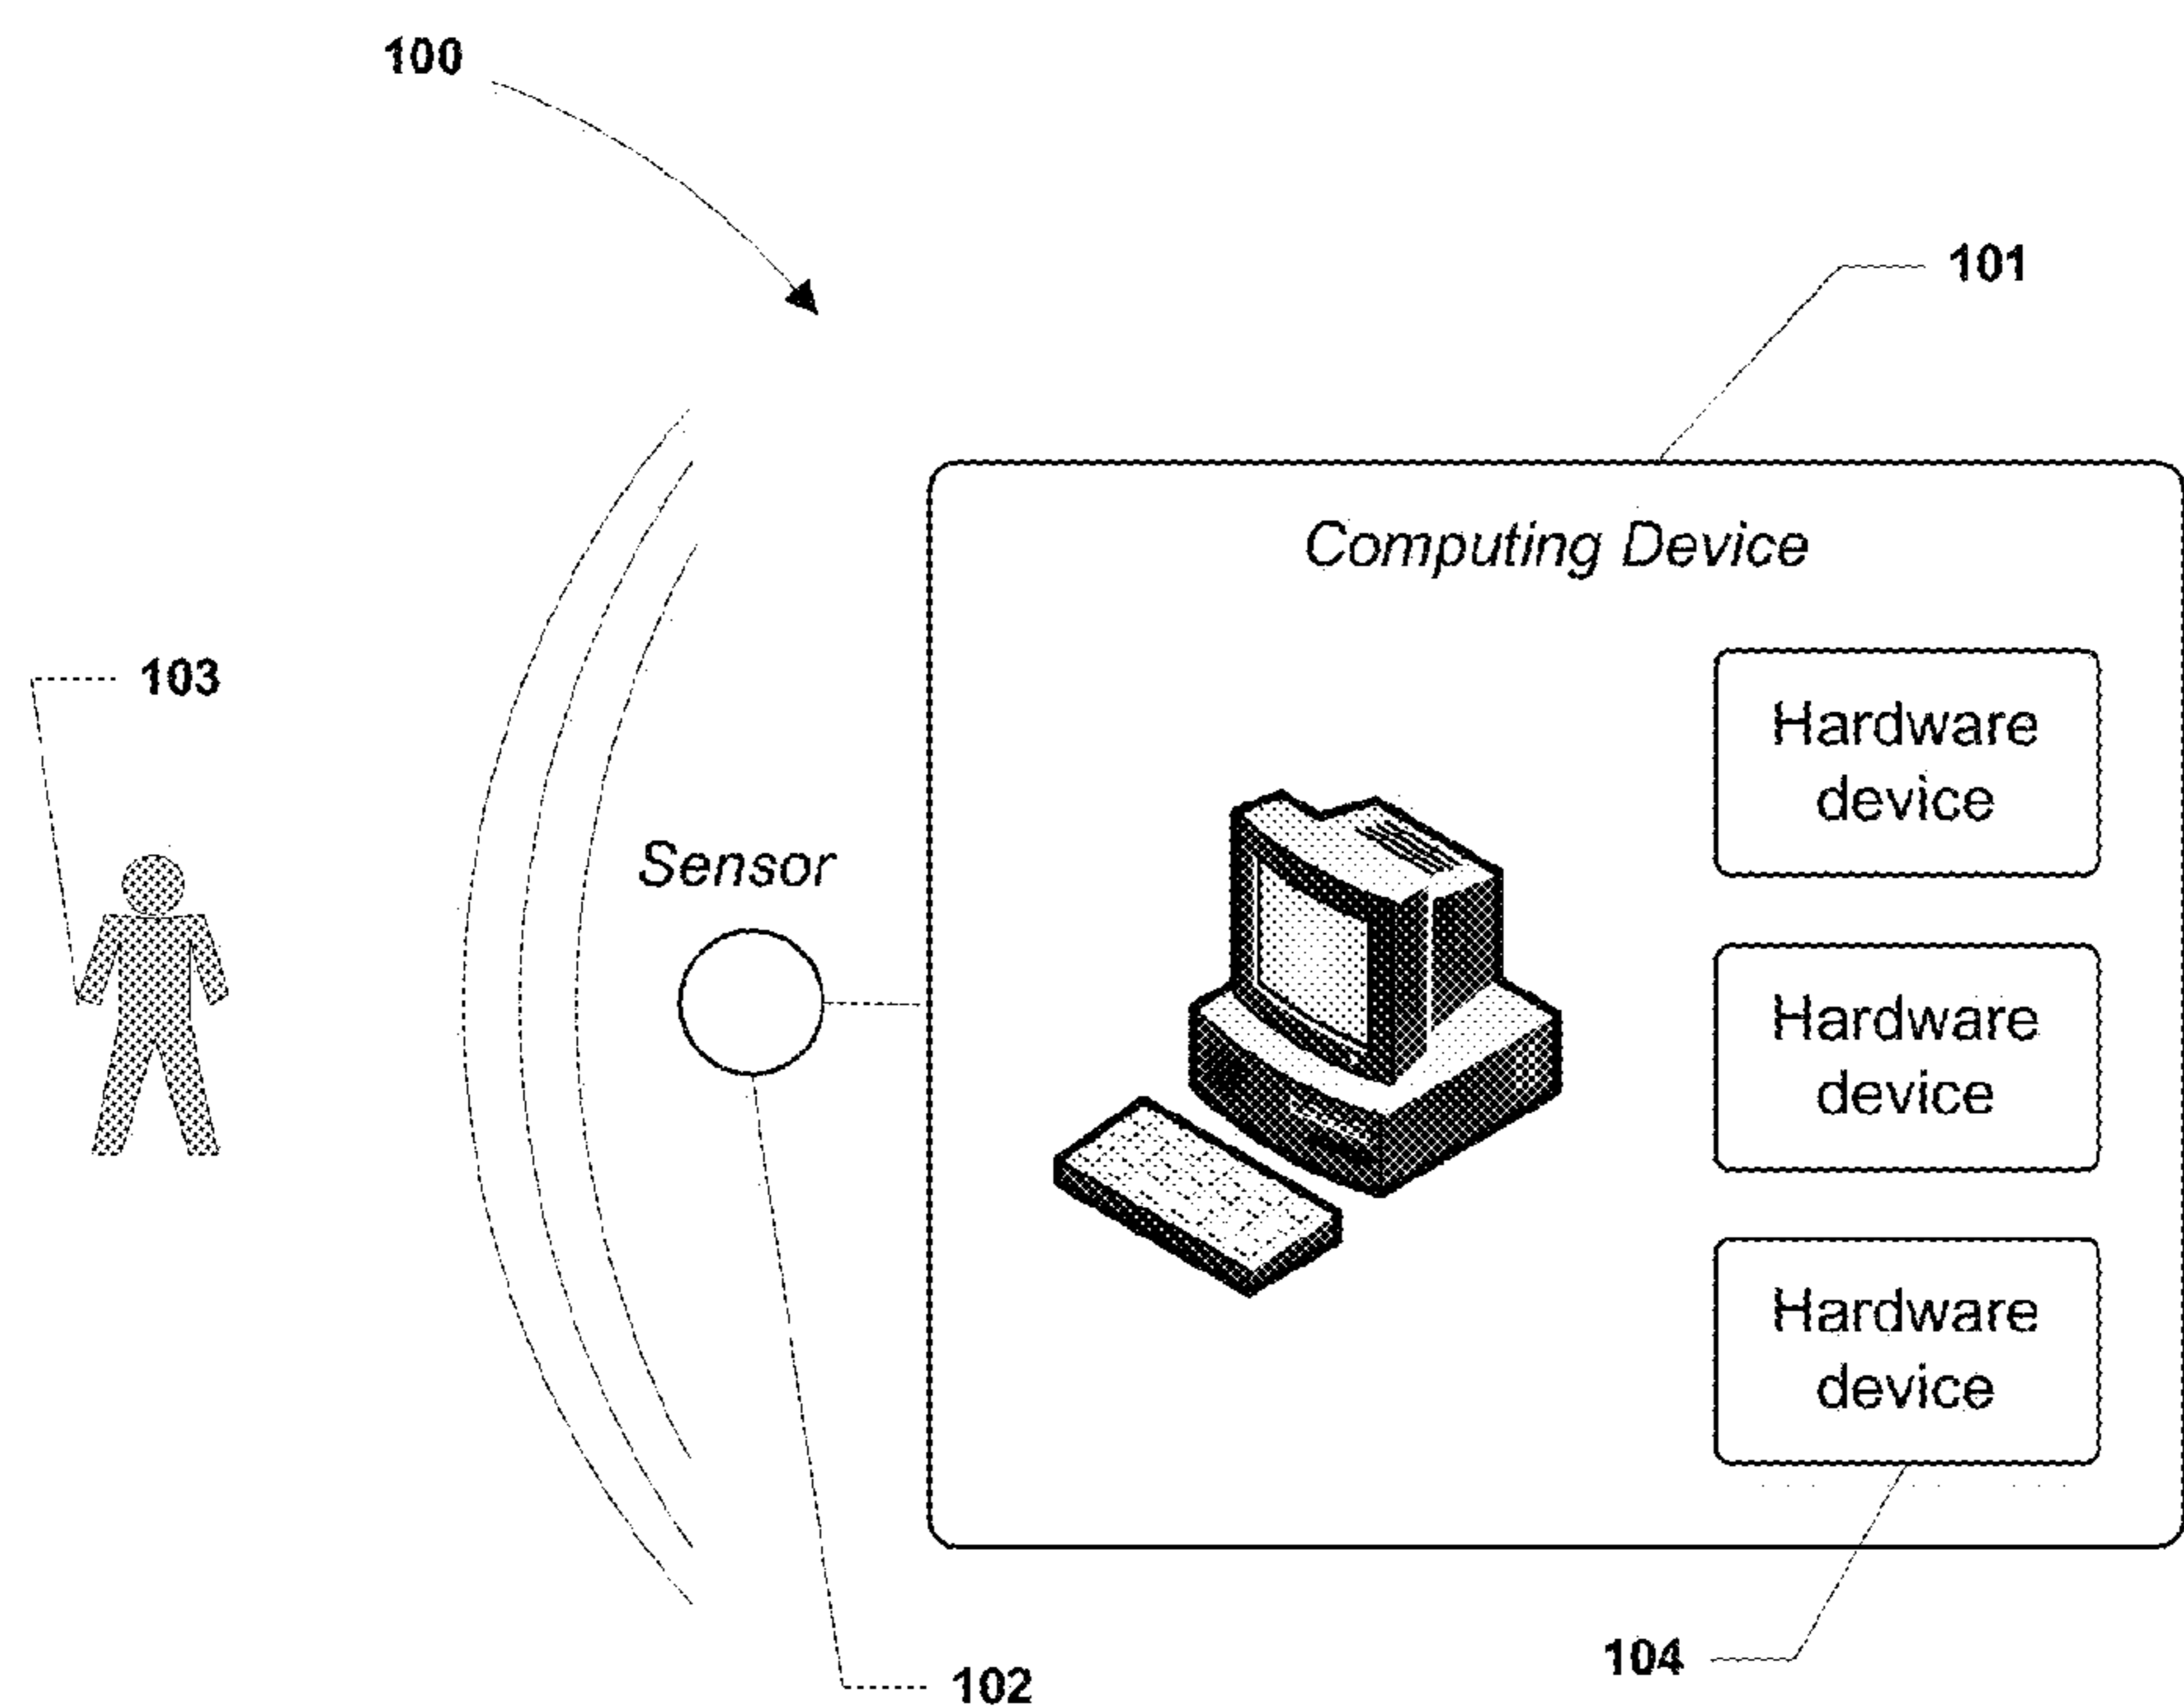 100
101
Computing Device
103
Hardware
device
Sensor
Hardware
device
Hardware
device
104
102